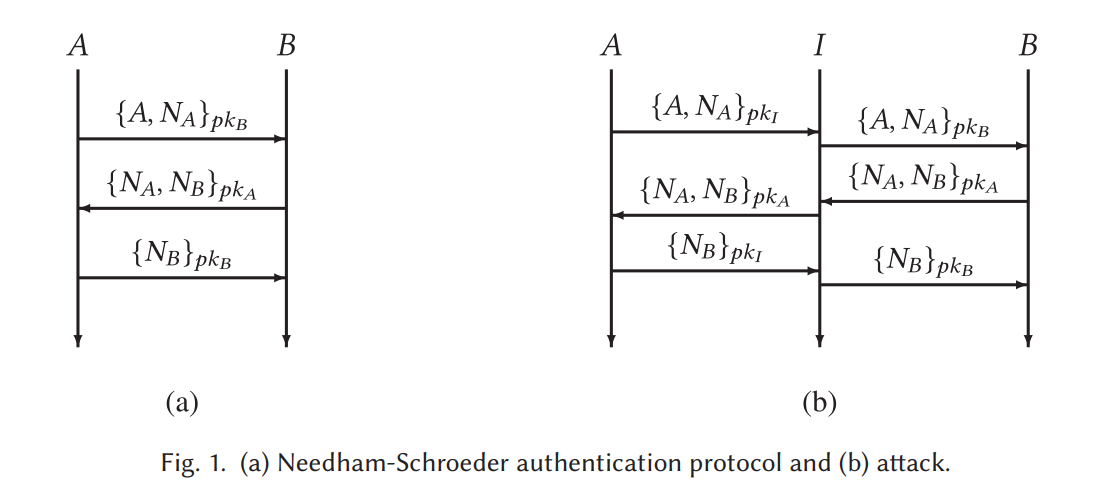 A B A I B
{A, N_A}_{pk_B} {A, N_A}_{pk_I} {A, N_A}_{pk_B}
{N_A, N_B}_{pk_A} {N_A, N_B}_{pk_A} {N_A, N_B}_{pk_A}
{N_B}_{pk_B} {N_B}_{pk_I} {N_B}_{pk_B}
(a) (b)
Fig. 1. (a) Needham-Schroeder authentication protocol and (b) attack.